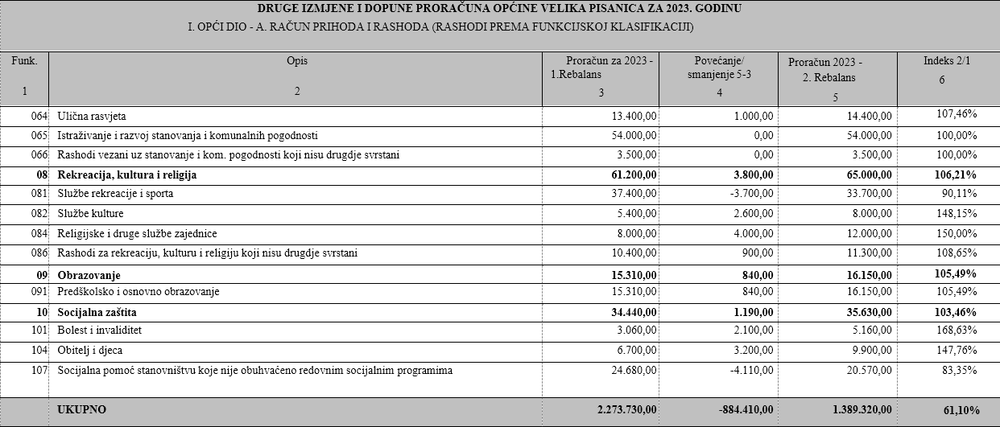 DRUGE IZMJENE I DOPUNE PRORAČUNA OPĆINE VELIKA PISANICA ZA 2023. GODINU
I. OPĆI DIO - A. RAČUN PRIHODA I RASHODA (RASHODI PREMA FUNKCIJSKOJ KLASIFIKACIJI)
Funk. Opis Proračun za 2023 - Povećanje/ Proračun 2023 - Indeks 2/1
1.Rebalans smanjenje 5-3 2. Rebalans
1 2 3 4 5 6
064 Ulična rasvjeta 13.400,00 1.000,00 14.400,00 107,46%
065 Istraživanje i razvoj stanovanja i komunalnih pogodnosti 54.000,00 0,00 54.000,00 100,00%
066 Rashodi vezani uz stanovanje i kom. pogodnosti koji nisu drugdje svrstani 3.500,00 0,00 3.500,00 100,00%
08 Rekreacija, kultura i religija 61.200,00 3.800,00 65.000,00 106,21%
081 Službe rekreacije i sporta 37.400,00 -3.700,00 33.700,00 90,11%
082 Službe kulture 5.400,00 2.600,00 8.000,00 148,15%
084 Religijske i druge službe zajednice 8.000,00 4.000,00 12.000,00 150,00%
086 Rashodi za rekreaciju, kulturu i religiju koji nisu drugdje svrstani 10.400,00 900,00 11.300,00 108,65%
09 Obrazovanje 15.310,00 840,00 16.150,00 105,49%
091 Predškolsko i osnovno obrazovanje 15.310,00 840,00 16.150,00 105,49%
10 Socijalna zaštita 34.440,00 1.190,00 35.630,00 103,46%
101 Bolest i invaliditet 3.060,00 2.100,00 5.160,00 168,63%
104 Obitelj i djeca 6.700,00 3.200,00 9.900,00 147,76%
107 Socijalna pomoć stanovništvu koje nije obuhvaćeno redovnim socijalnim programima 24.680,00 -4.110,00 20.570,00 83,35%
UKUPNO 2.273.730,00 -884.410,00 1.389.320,00 61,10%